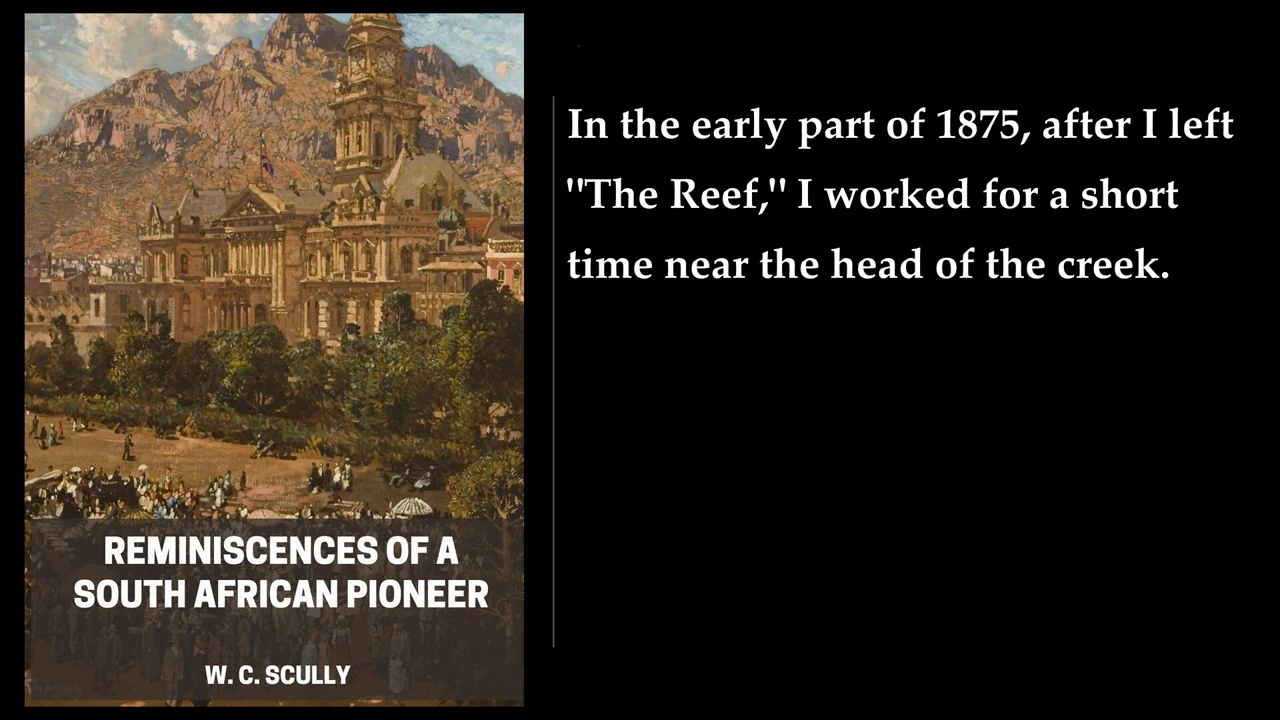 REMINISCENCES OF A
SOUTH AFRICAN PIONEER
W. C. SCULLY
In the early part of 1875, after I left
"The Reef," I worked for a short
time near the head of the creek.